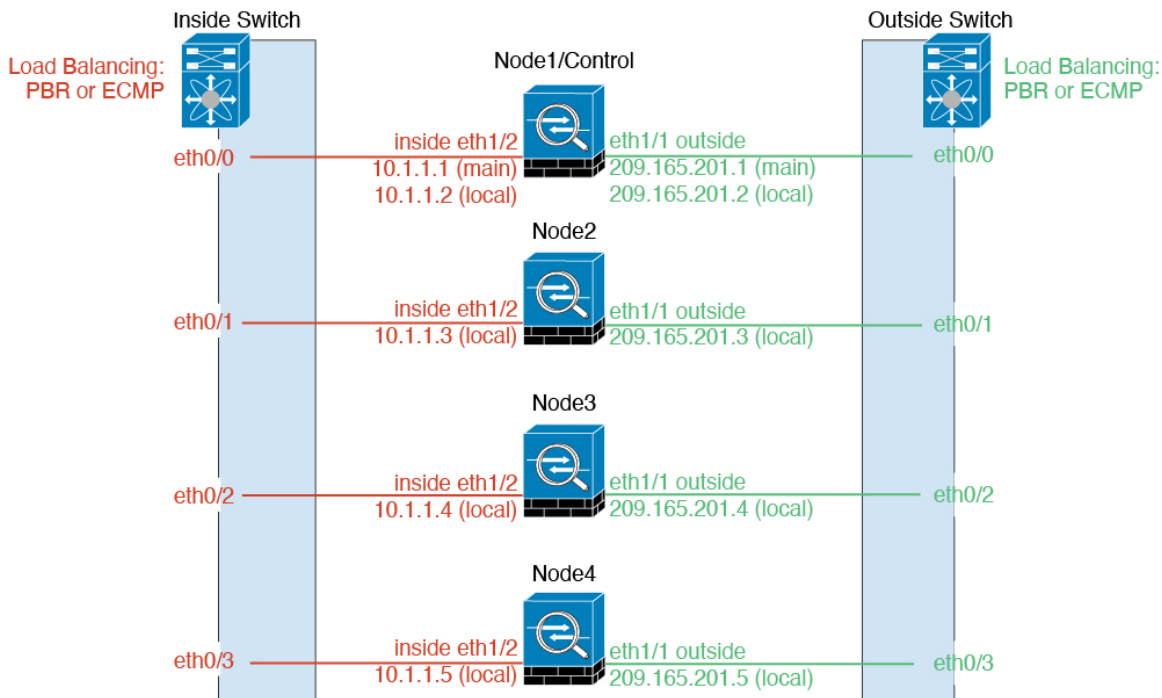 Inside Switch
Outside Switch
Load Balancing:
PBR or ECMP
Node1/Control
Load Balancing:
PBR or ECMP
eth0/0
inside eth1/2
10.1.1.1 (main)
10.1.1.2 (local)
eth1/1 outside
209.165.201.1 (main)
209.165.201.2 (local)
eth0/0
Node2
eth0/1
inside eth1/2
10.1.1.3 (local)
eth1/1 outside
209.165.201.3 (local)
eth0/1
Node3
eth0/2
inside eth1/2
10.1.1.4 (local)
eth1/1 outside
209.165.201.4 (local)
eth0/2
Node4
eth0/3
inside eth1/2
10.1.1.5 (local)
eth1/1 outside
209.165.201.5 (local)
eth0/3